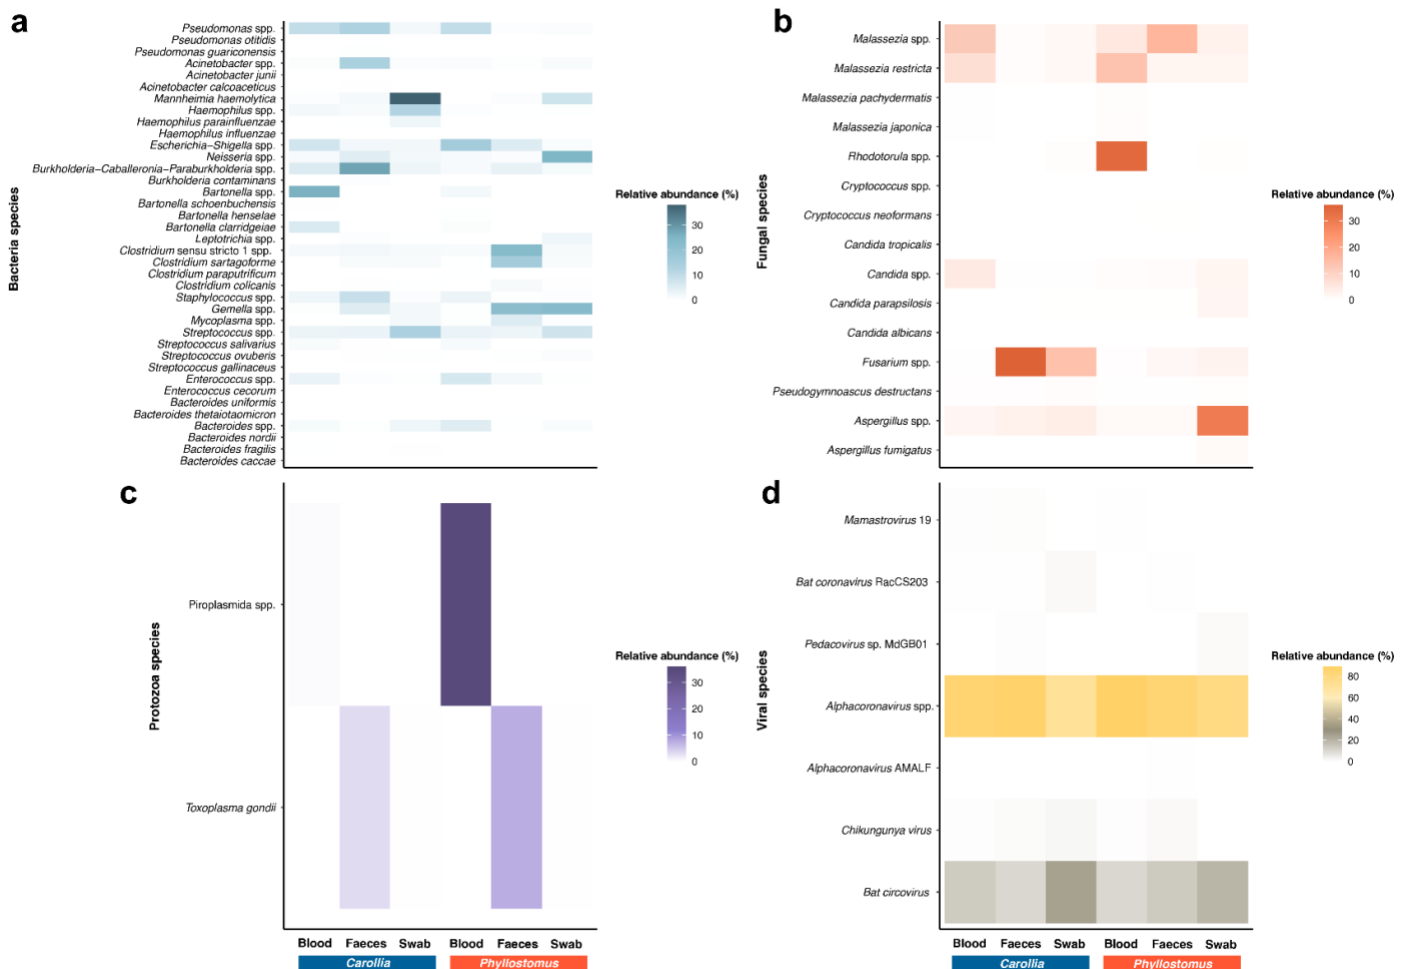 a
Pseudomonas spp.
Pseudomonas otitidis
Pseudomonas guariconensis
Acinetobacter spp.
Acinetobacter junii
Acinetobacter calcoaceticus
Mannheimia haemolytica
Haemophilus spp.
Haemophilus parainfluenzae
Haemophilus influenzae
Escherichia−Shigella spp.
Neisseria spp.
Burkholderia−Caballeronia−Paraburkholderia spp.
Burkholderia contaminans
Bartonella spp.
Bartonella schoenbuchensis
Bartonella henselae
Bartonella clarridgeiae
Leptotrichia spp.
Clostridium sensu stricto 1 spp.
Clostridium sartagoforme
Clostridium paraputrificum
Clostridium colicanis
Staphylococcus spp.
Gemella spp.
Mycoplasma spp.
Streptococcus spp.
Streptococcus salivarius
Streptococcus ovuberis
Streptococcus gallinaceus
Enterococcus spp.
Enterococcus cecorum
Bacteroides uniformis
Bacteroides thetaiotaomicron
Bacteroides spp.
Bacteroides nordii
Bacteroides fragilis
Bacteroides caccae
Bacteria species
Relative abundance (%)
30
20
10
0
b
Malassezia spp.
Malassezia restricta
Malassezia pachydermatis
Malassezia japonica
Rhodotorula spp.
Cryptococcus spp.
Cryptococcus neoformans
Candida tropicalis
Candida spp.
Candida parapsilosis
Candida albicans
Fusarium spp.
Pseudogymnoascus destructans
Aspergillus spp.
Aspergillus fumigatus
Fungal species
Relative abundance (%)
30
20
10
0
c
Piroplasmida spp.
Toxoplasma gondii
Protozoa species
Relative abundance (%)
30
20
10
0
Blood Faeces Swab Blood Faeces Swab
Carollia Phyllostomus
d
Mamastrovirus 19
Bat coronavirus RacCS203
Pedacovirus sp. MdGB01
Alphacoronavirus spp.
Alphacoronavirus AMALF
Chikungunya virus
Bat circovirus
Viral species
Relative abundance (%)
80
60
40
20
0
Blood Faeces Swab Blood Faeces Swab
Carollia Phyllostomus